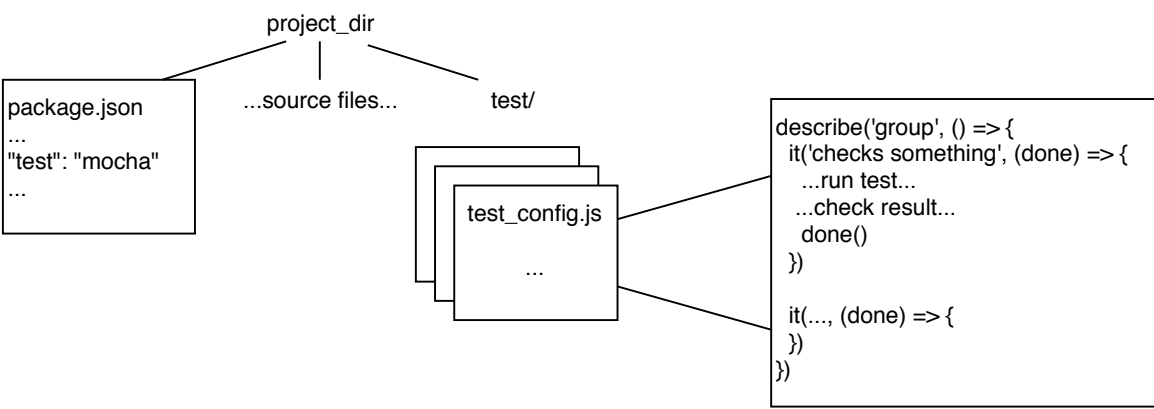 project_dir
package.json
...
"test": "mocha"
...
...source files...
test/
test_config.js
...
describe('group', () => {
it('checks something', (done) => {
...run test...
...check result...
done()
})
it(..., (done) => {
})
})